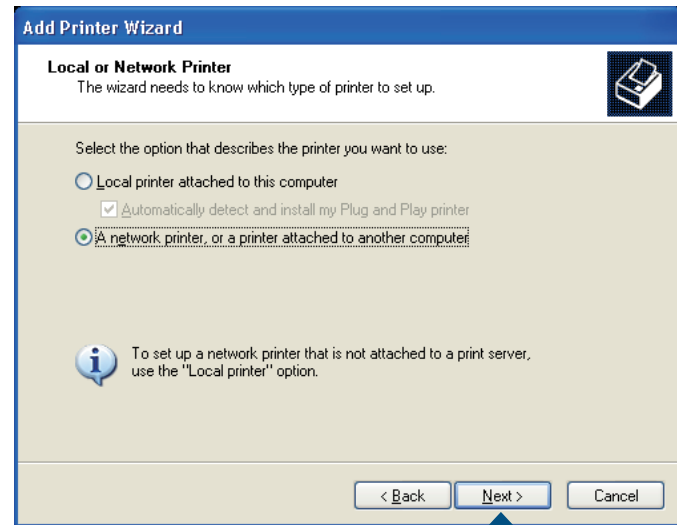 Add Printer Wizard
Local or Network Printer
The wizard needs to know which type of printer to set up.
Select the option that describes the printer you want to use:
Local printer attached to this computer
Automatically detect and install my Plug and Play printer
A network printer, or a printer attached to another computer
To set up a network printer that is not attached to a print server,
use the "Local printer" option.
< Back
Next >
Cancel